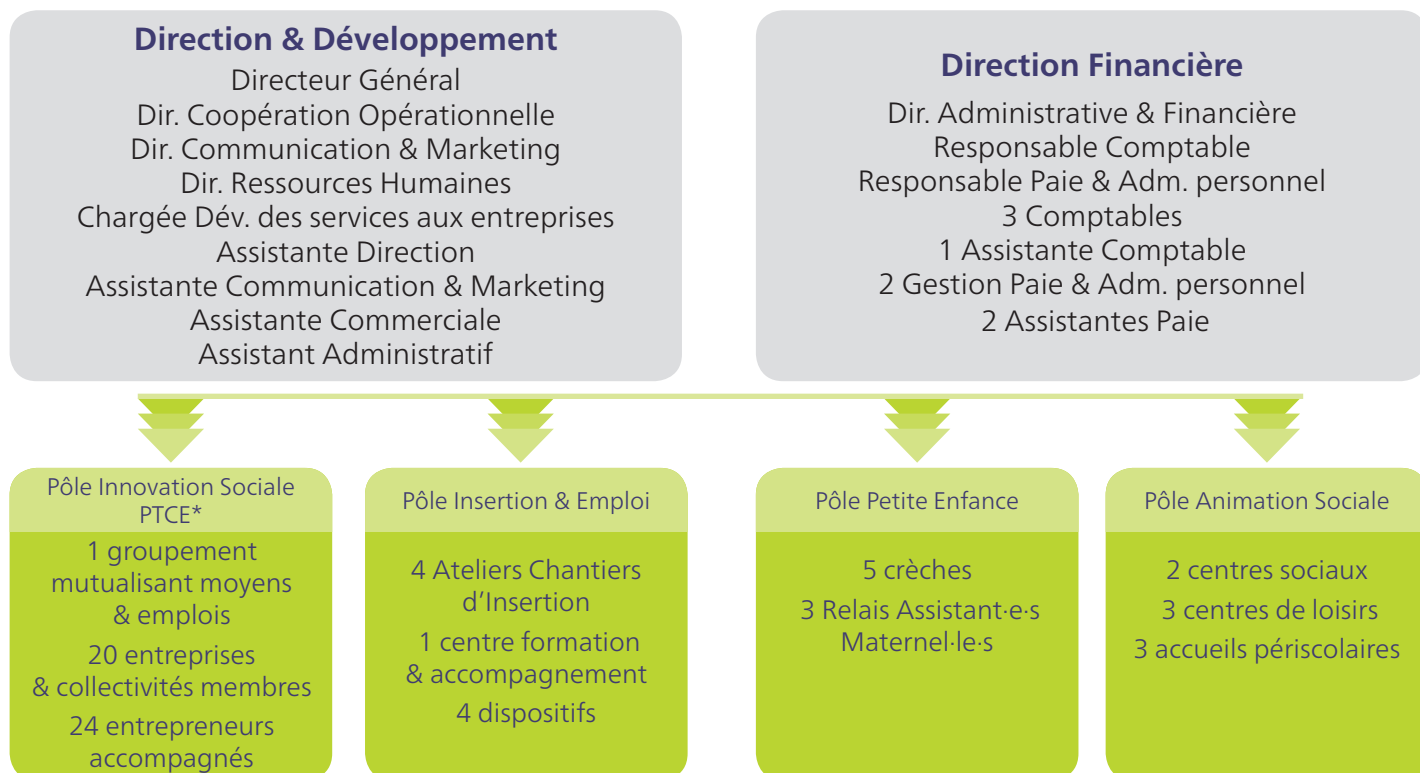 Direction & Développement
Directeur Général
Dir. Coopération Opérationnelle
Dir. Communication & Marketing
Dir. Ressources Humaines
Chargée Dév. des services aux entreprises
Assistante Direction
Assistante Communication & Marketing
Assistante Commerciale
Assistant Administratif
Direction Financière
Dir. Administrative & Financière
Responsable Comptable
Responsable Paie & Adm. personnel
3 Comptables
1 Assistante Comptable
2 Gestion Paie & Adm. personnel
2 Assistantes Paie
Pôle Innovation Sociale
PTCE*
1 groupement
mutualisant moyens
& emplois
20 entreprises
& collectivités membres
24 entrepreneurs
accompagnés
Pôle Insertion & Emploi
4 Ateliers Chantiers
d’Insertion
1 centre formation
& accompagnement
4 dispositifs
Pôle Petite Enfance
5 crèches
3 Relais Assistant·e·s
Maternel·le·s
Pôle Animation Sociale
2 centres sociaux
3 centres de loisirs
3 accueils périscolaires